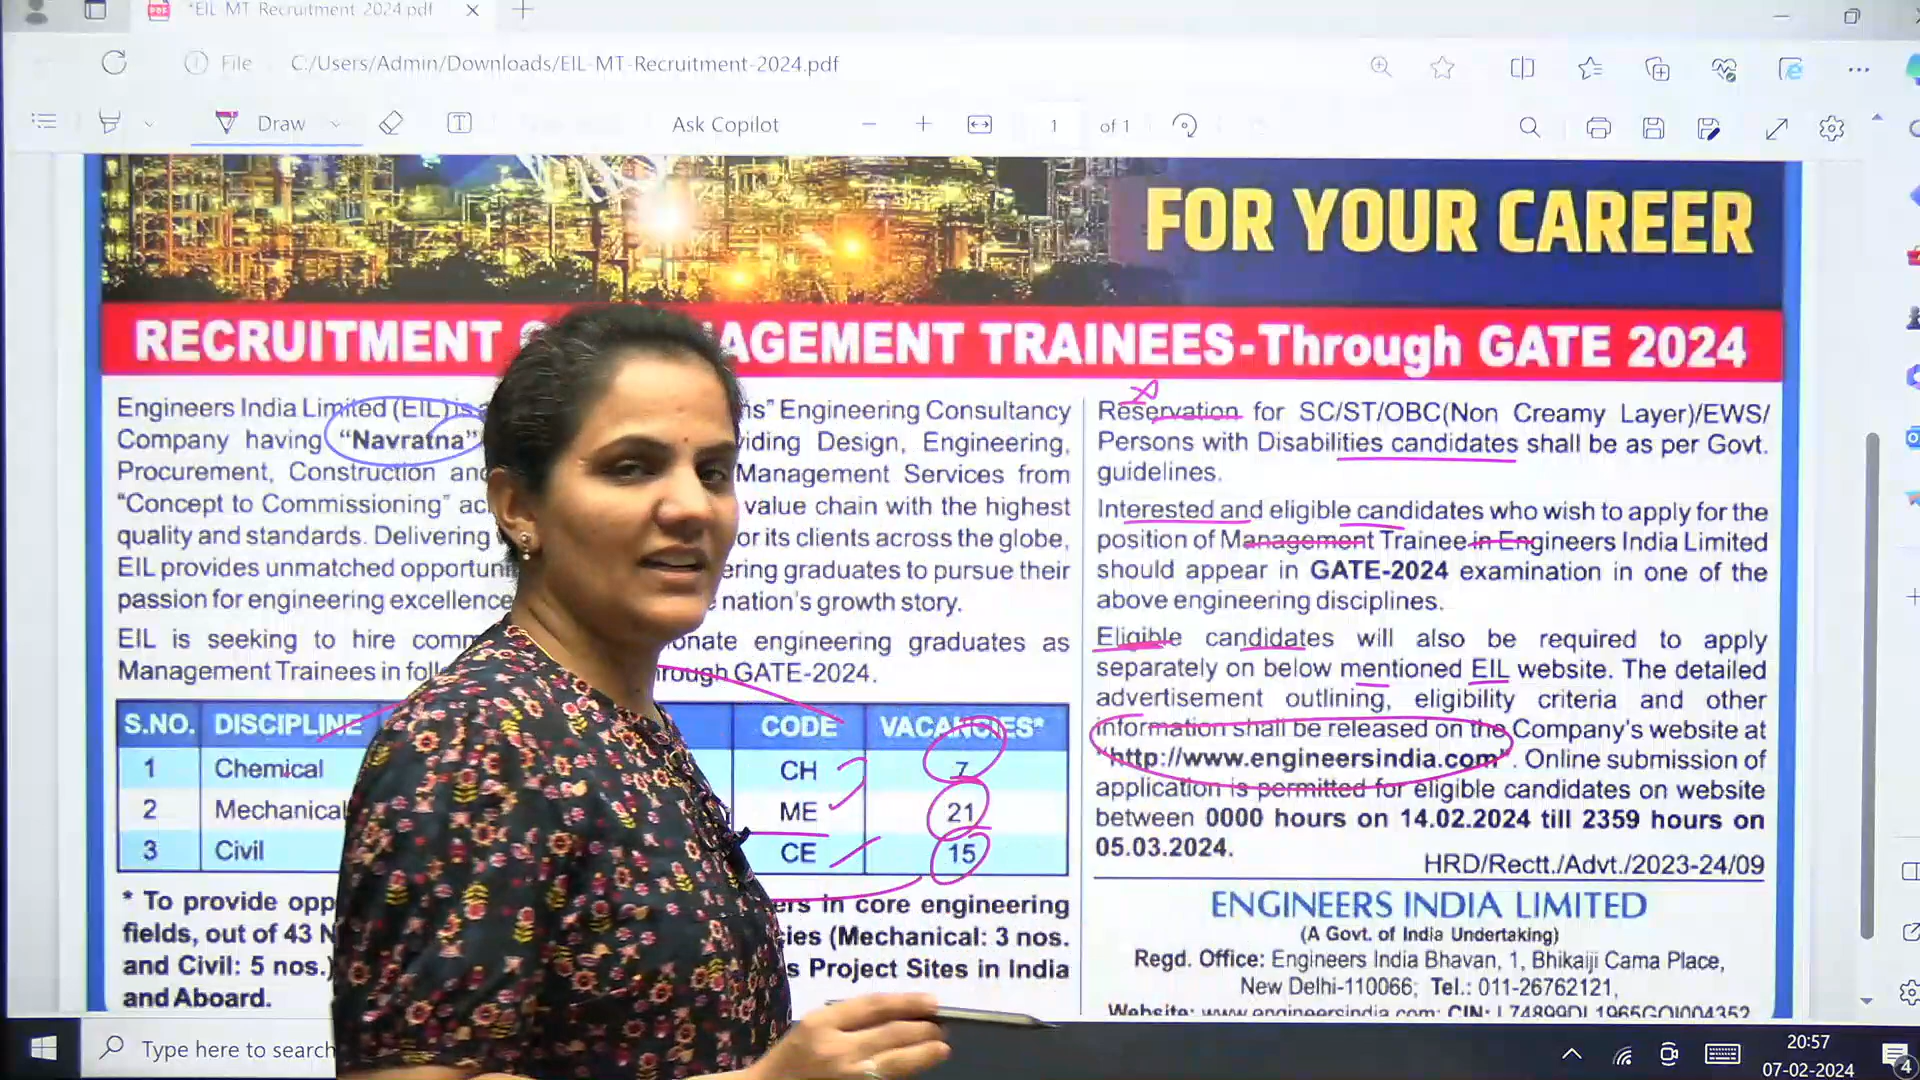 *EIL MT Recruitment 2024.pdf
File C:/Users/Admin/Downloads/EIL-MT-Recruitment-2024.pdf
Draw Ask Copilot 1 of 1
FOR YOUR CAREER
RECRUITMENT AGEMENT TRAINEES-Through GATE 2024
Engineers India Limited (EIL) is ns" Engineering Consultancy
Company having "Navratna" viding Design, Engineering,
Procurement, Construction and Management Services from
"Concept to Commissioning" value chain with the highest
quality and standards. Delivering or its clients across the globe,
EIL provides unmatched ering graduates to pursue their
passion for engineering excellence nation's growth story.
EIL is seeking to hire onate engineering graduates as
Management Trainees in hrough GATE-2024.
S.NO. DISCIPLINE CODE VACANCIES*
1 Chemical CH 7
2 Mechanical ME 21
3 Civil CE 15
* To provide ers in core engineering
fields, out of 43 cies (Mechanical: 3 nos.
and Civil: 5 nos.) s Project Sites in India
and Aboard.
Reservation for SC/ST/OBC(Non Creamy Layer)/EWS/
Persons with Disabilities candidates shall be as per Govt.
guidelines.
Interested and eligible candidates who wish to apply for the
position of Management Trainee in Engineers India Limited
should appear in GATE-2024 examination in one of the
above engineering disciplines.
Eligible candidates will also be required to apply
separately on below mentioned EIL website. The detailed
advertisement outlining, eligibility criteria and other
information shall be released on the Company's website at
"http://www.engineersindia.com". Online submission of
application is permitted for eligible candidates on website
between 0000 hours on 14.02.2024 till 2359 hours on
05.03.2024.
HRD/Rectt./Advt./2023-24/09
ENGINEERS INDIA LIMITED
(A Govt. of India Undertaking)
Regd. Office: Engineers India Bhavan, 1, Bhikaiji Cama Place,
New Delhi-110066; Tel.: 011-26762121,
Website: www.engineersindia.com; CIN: L74899DL1965GOI004352
Type here to search
20:57
07-02-2024
4